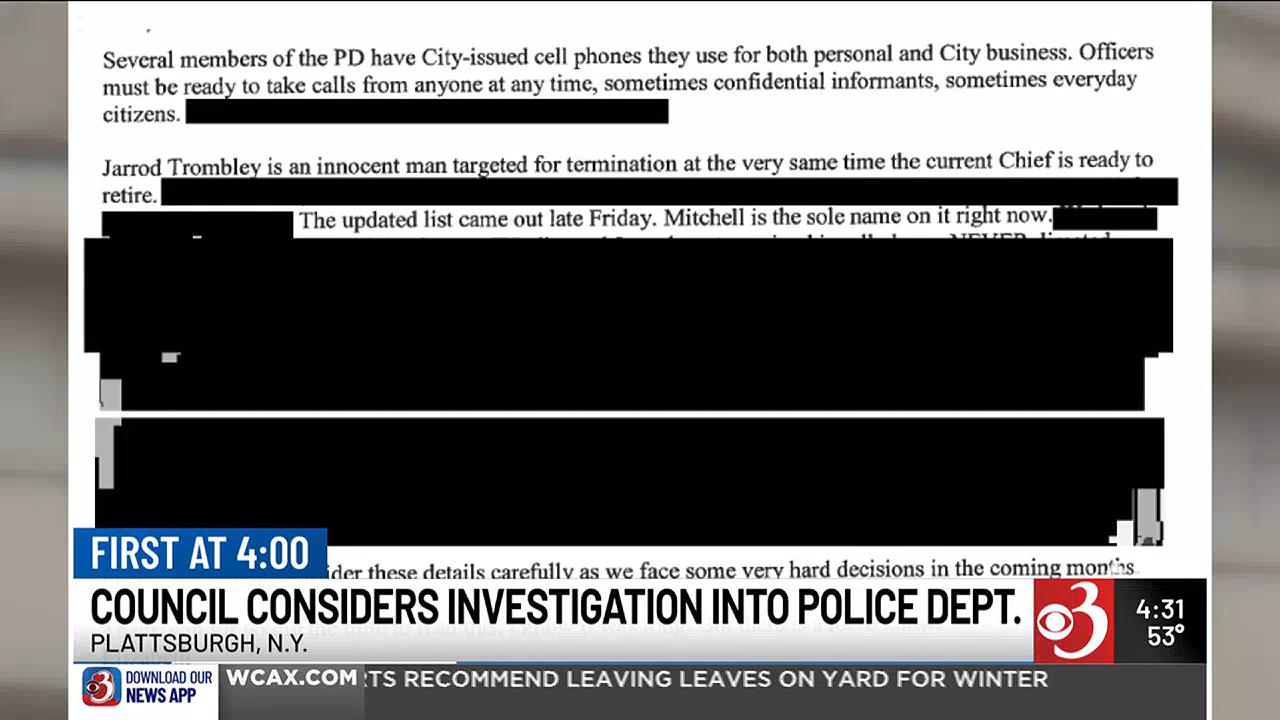 Several members of the PD have City-issued cell phones they use for both personal and City business. Officers
must be ready to take calls from anyone at any time, sometimes confidential informants, sometimes everyday
citizens.
Jarrod Trombley is an innocent man targeted for termination at the very same time the current Chief is ready to
retire.
The updated list came out late Friday. Mitchell is the sole name on it right now.
NEVER directed
these details carefully as we face some very hard decisions in the coming months
FIRST AT 4:00
COUNCIL CONSIDERS INVESTIGATION INTO POLICE DEPT.
PLATTSBURGH, N.Y.
3
4:31
53°
3
DOWNLOAD OUR
NEWS APP
WCAX.COM
RECOMMEND LEAVING LEAVES ON YARD FOR WINTER